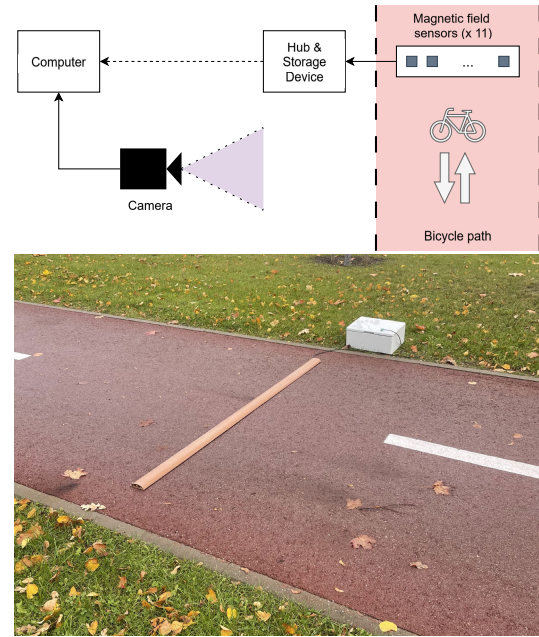 Magnetic field
sensors (x 11)
Computer
Hub &
Storage
Device
...
Camera
Bicycle path